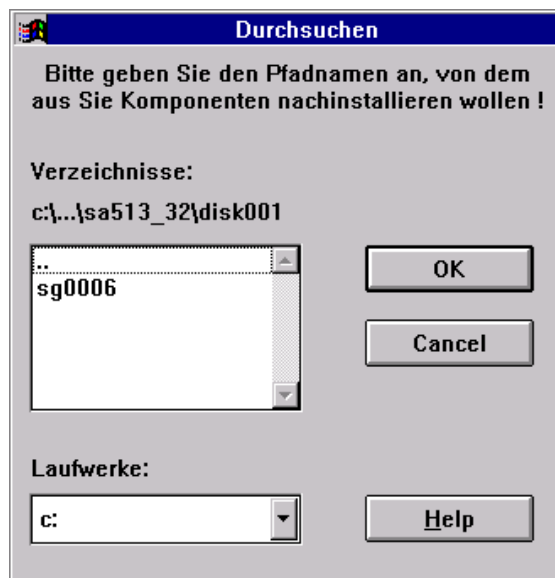 Durchsuchen
Bitte geben Sie den Pfadnamen an, von dem
aus Sie Komponenten nachinstallieren wollen !
Verzeichnisse:
c:\...\sa513_32\disk001
..
sg0006
OK
Cancel
Laufwerke:
c:
Help